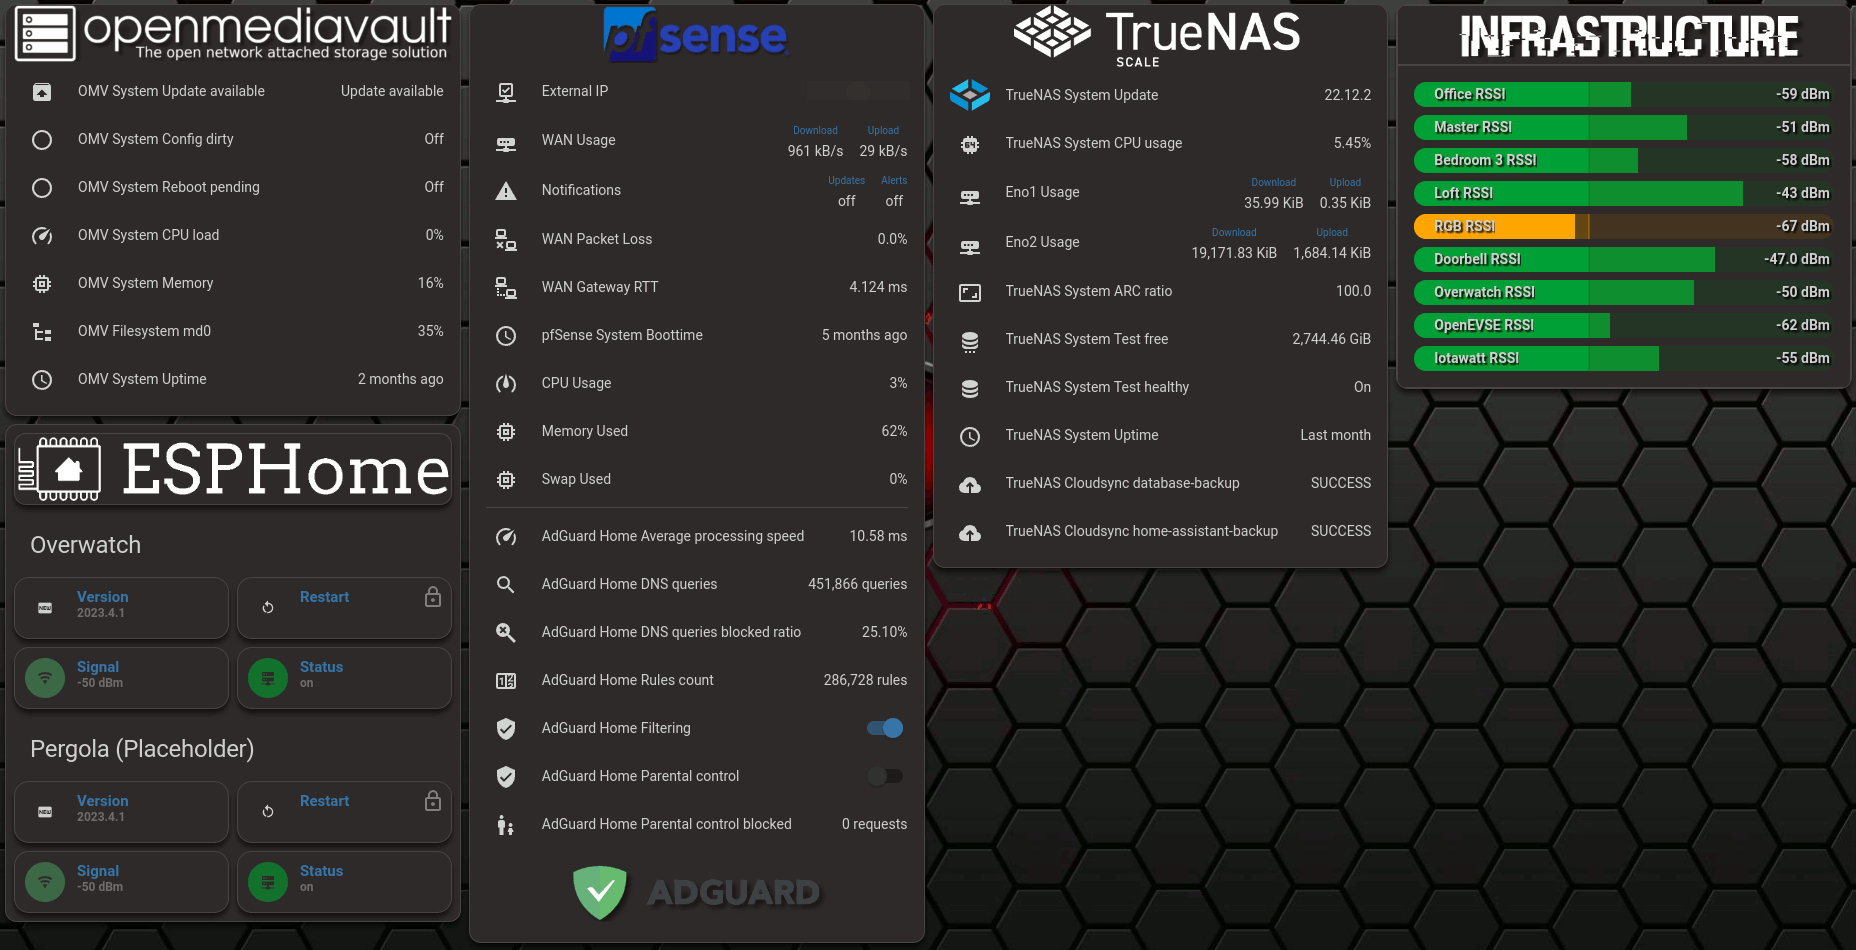 openmediavault
The open network attached storage solution
OMV System Update available Update available
OMV System Config dirty Off
OMV System Reboot pending Off
OMV System CPU load 0%
OMV System Memory 16%
OMV Filesystem md0 35%
OMV System Uptime 2 months ago
ESPHome
Overwatch
Version
2023.4.1
Restart
Signal
-50 dBm
Status
on
Pergola (Placeholder)
Version
2023.4.1
Restart
Signal
-50 dBm
Status
on
pfsense
External IP
Download Upload
WAN Usage 961 kB/s 29 kB/s
Updates Alerts
Notifications off off
WAN Packet Loss 0.0%
WAN Gateway RTT 4.124 ms
pfSense System Boottime 5 months ago
CPU Usage 3%
Memory Used 62%
Swap Used 0%
AdGuard Home Average processing speed 10.58 ms
AdGuard Home DNS queries 451,866 queries
AdGuard Home DNS queries blocked ratio 25.10%
AdGuard Home Rules count 286,728 rules
AdGuard Home Filtering
AdGuard Home Parental control
AdGuard Home Parental control blocked 0 requests
ADGUARD
TrueNAS
SCALE
TrueNAS System Update 22.12.2
64
TrueNAS System CPU usage 5.45%
Download Upload
Eno1 Usage 35.99 KiB 0.35 KiB
Download Upload
Eno2 Usage 19,171.83 KiB 1,684.14 KiB
TrueNAS System ARC ratio 100.0
TrueNAS System Test free 2,744.46 GiB
TrueNAS System Test healthy On
TrueNAS System Uptime Last month
TrueNAS Cloudsync database-backup SUCCESS
TrueNAS Cloudsync home-assistant-backup SUCCESS
INFRASTRUCTURE
Office RSSI -59 dBm
Master RSSI -51 dBm
Bedroom 3 RSSI -58 dBm
Loft RSSI -43 dBm
RGB RSSI -67 dBm
Doorbell RSSI -47.0 dBm
Overwatch RSSI -50 dBm
OpenEVSE RSSI -62 dBm
Iotawatt RSSI -55 dBm